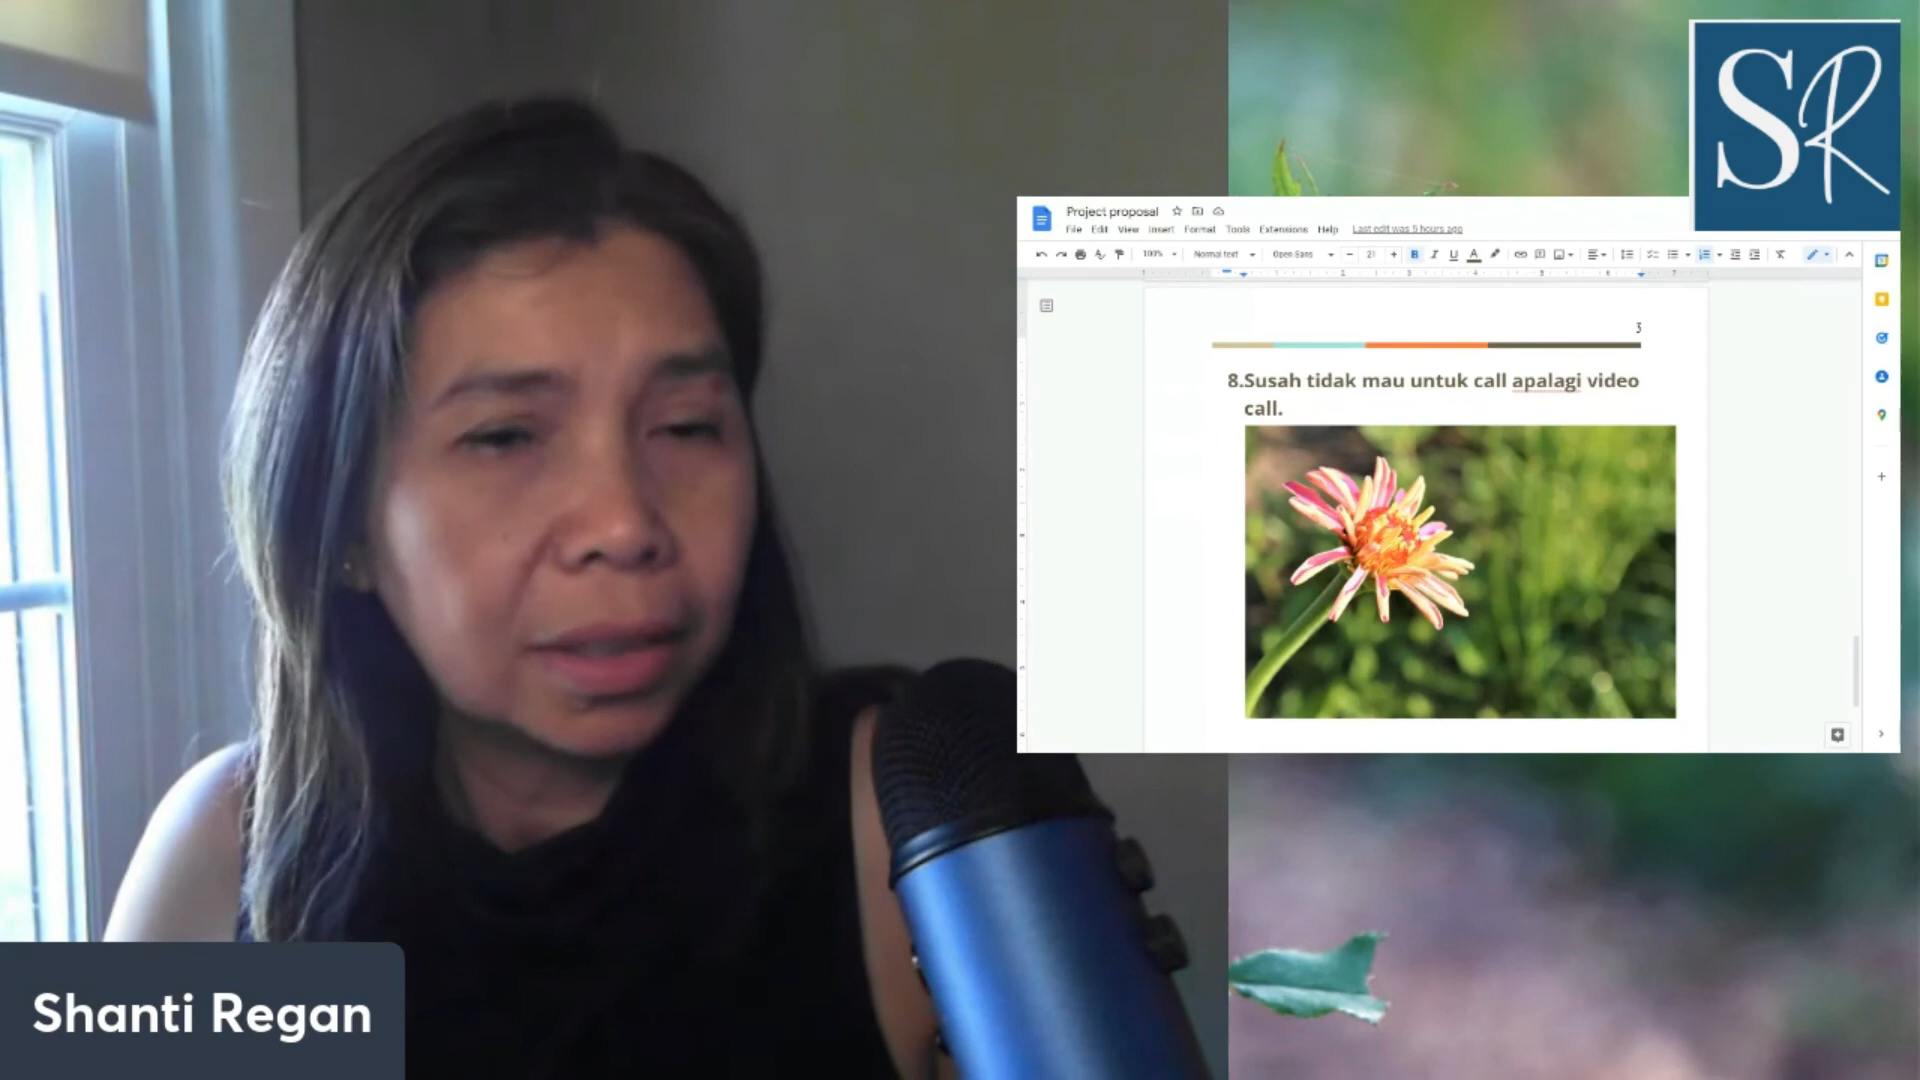 SR
Project proposal
File Edit View Insert Format Tools Extensions Help Last edit was 5 hours ago
100% Normal text Open Sans 21 B I U A
3
8.Susah tidak mau untuk call apalagi video
call.
Shanti Regan